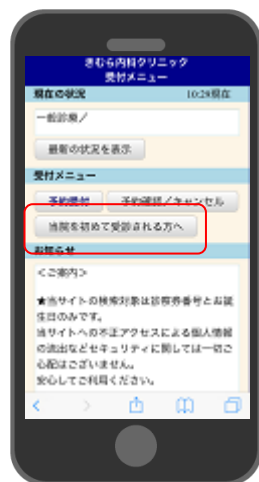 きむら内科クリニック
受付メニュー
現在の状況 10:29現在
一般診療/
最新の状況を表示
受付メニュー
予約受付 予約確認/キャンセル
当院を初めて受診される方へ
お知らせ
<ご案内>
★当サイトの検索対象は診察券番号とお誕
生日のみです。
当サイトへの不正アクセスによる個人情報
の流出などセキュリティに関しては一切ご
心配はございません。
安心してご利用ください。